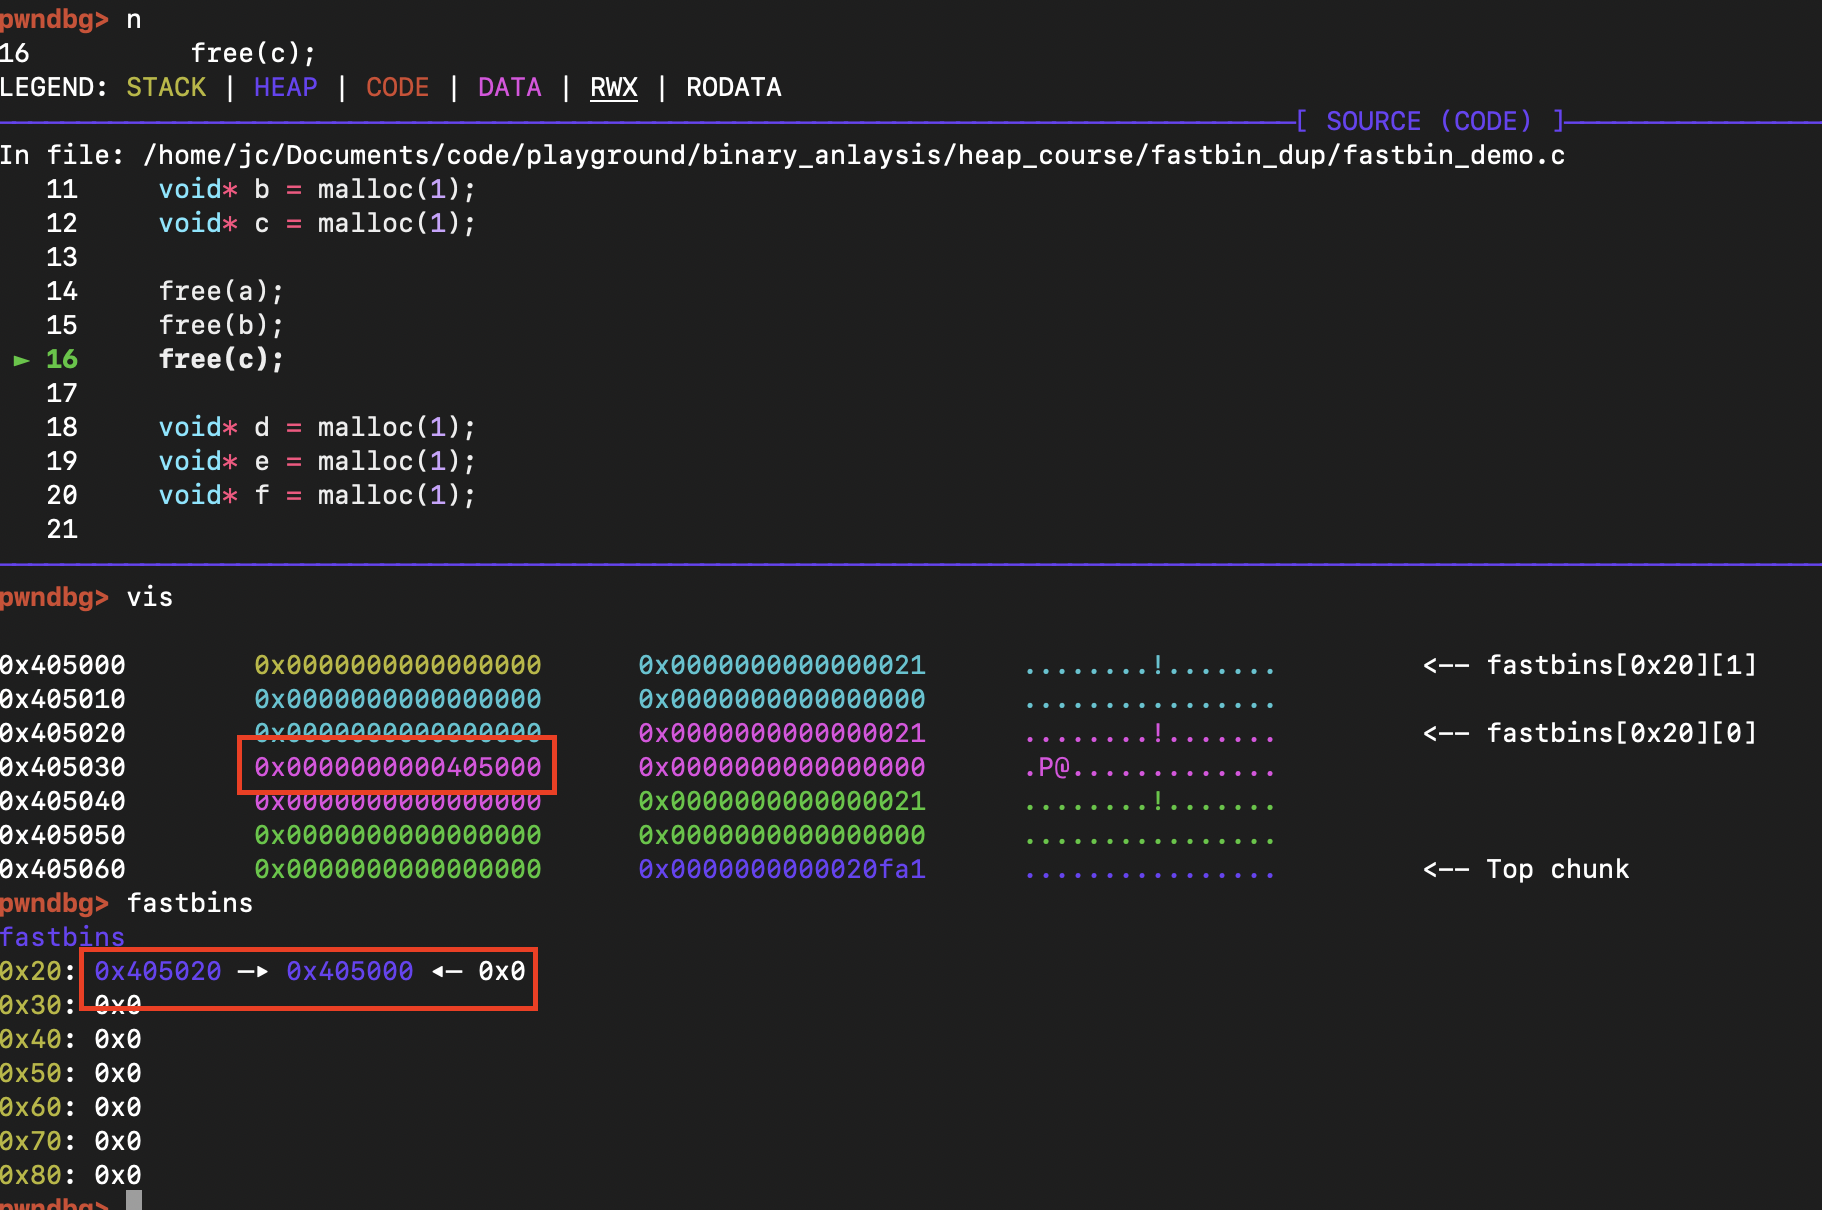 pwndbg> n
16          free(c);
LEGEND: STACK | HEAP | CODE | DATA | RWX | RODATA
[ SOURCE (CODE) ]
In file: /home/jc/Documents/code/playground/binary_anlaysis/heap_course/fastbin_dup/fastbin_demo.c
   11     void* b = malloc(1);
   12     void* c = malloc(1);
   13
   14     free(a);
   15     free(b);
 ► 16     free(c);
   17
   18     void* d = malloc(1);
   19     void* e = malloc(1);
   20     void* f = malloc(1);
   21
pwndbg> vis
0x405000        0x0000000000000000      0x0000000000000021      ........!.......         <-- fastbins[0x20][1]
0x405010        0x0000000000000000      0x0000000000000000      ................
0x405020        0x0000000000000000      0x0000000000000021      ........!.......         <-- fastbins[0x20][0]
0x405030        0x0000000000405000      0x0000000000000000      .P@.............
0x405040        0x0000000000000000      0x0000000000000021      ........!.......
0x405050        0x0000000000000000      0x0000000000000000      ................
0x405060        0x0000000000000000      0x0000000000020fa1      ................         <-- Top chunk
pwndbg> fastbins
fastbins
0x20: 0x405020 —▸ 0x405000 ◂— 0x0
0x30: 0x0
0x40: 0x0
0x50: 0x0
0x60: 0x0
0x70: 0x0
0x80: 0x0
pwndbg>